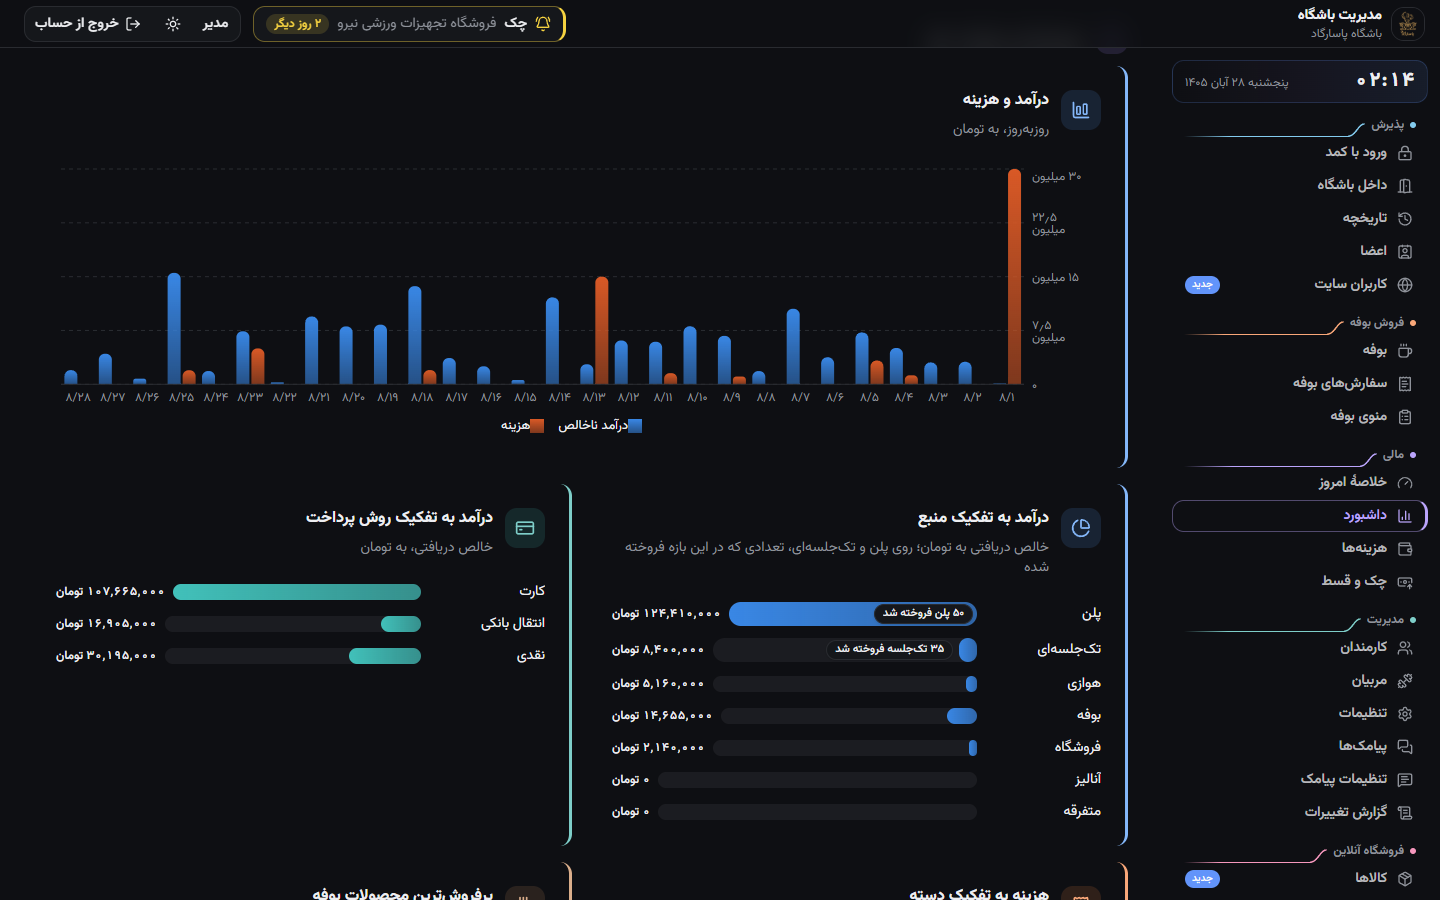 مدیریت باشگاه
باشگاه پاسارگاد
چک فروشگاه تجهیزات ورزشی نیرو ۲ روز دیگر
مدیر
خروج از حساب
۰۲:۱۴
پنجشنبه ۲۸ آبان ۱۴۰۵
پذیرش
ورود با کمد
داخل باشگاه
تاریخچه
اعضا
کاربران سایت جدید
فروش بوفه
بوفه
سفارش‌های بوفه
منوی بوفه
مالی
خلاصهٔ امروز
داشبورد
هزینه‌ها
چک و قسط
مدیریت
کارمندان
مربیان
تنظیمات
پیامک‌ها
تنظیمات پیامک
گزارش تغییرات
فروشگاه آنلاین
کالاها جدید
درآمد و هزینه
روزبه‌روز، به تومان
۳۰ میلیون
۲۲٫۵
میلیون
۱۵ میلیون
۷٫۵
میلیون
۰
۸/۱ ۸/۲ ۸/۳ ۸/۴ ۸/۵ ۸/۶ ۸/۷ ۸/۸ ۸/۹ ۸/۱۰ ۸/۱۱ ۸/۱۲ ۸/۱۳ ۸/۱۴ ۸/۱۵ ۸/۱۶ ۸/۱۷ ۸/۱۸ ۸/۱۹ ۸/۲۰ ۸/۲۱ ۸/۲۲ ۸/۲۳ ۸/۲۴ ۸/۲۵ ۸/۲۶ ۸/۲۷ ۸/۲۸
درآمد ناخالص هزینه
درآمد به تفکیک منبع
خالص دریافتی به تومان؛ روی پلن و تک‌جلسه‌ای، تعدادی که در این بازه فروخته
شده
پلن ۵۰ پلن فروخته شد ۱۲۴,۴۱۰,۰۰۰ تومان
تک‌جلسه‌ای ۳۵ تک‌جلسه فروخته شد ۸,۴۰۰,۰۰۰ تومان
هوازی ۵,۱۶۰,۰۰۰ تومان
بوفه ۱۴,۶۵۵,۰۰۰ تومان
فروشگاه ۲,۱۴۰,۰۰۰ تومان
آنالیز ۰ تومان
متفرقه ۰ تومان
درآمد به تفکیک روش پرداخت
خالص دریافتی، به تومان
کارت ۱۰۷,۶۶۵,۰۰۰ تومان
انتقال بانکی ۱۶,۹۰۵,۰۰۰ تومان
نقدی ۳۰,۱۹۵,۰۰۰ تومان
هزینه به تفکیک دسته
پرفروش‌ترین محصولات بوفه